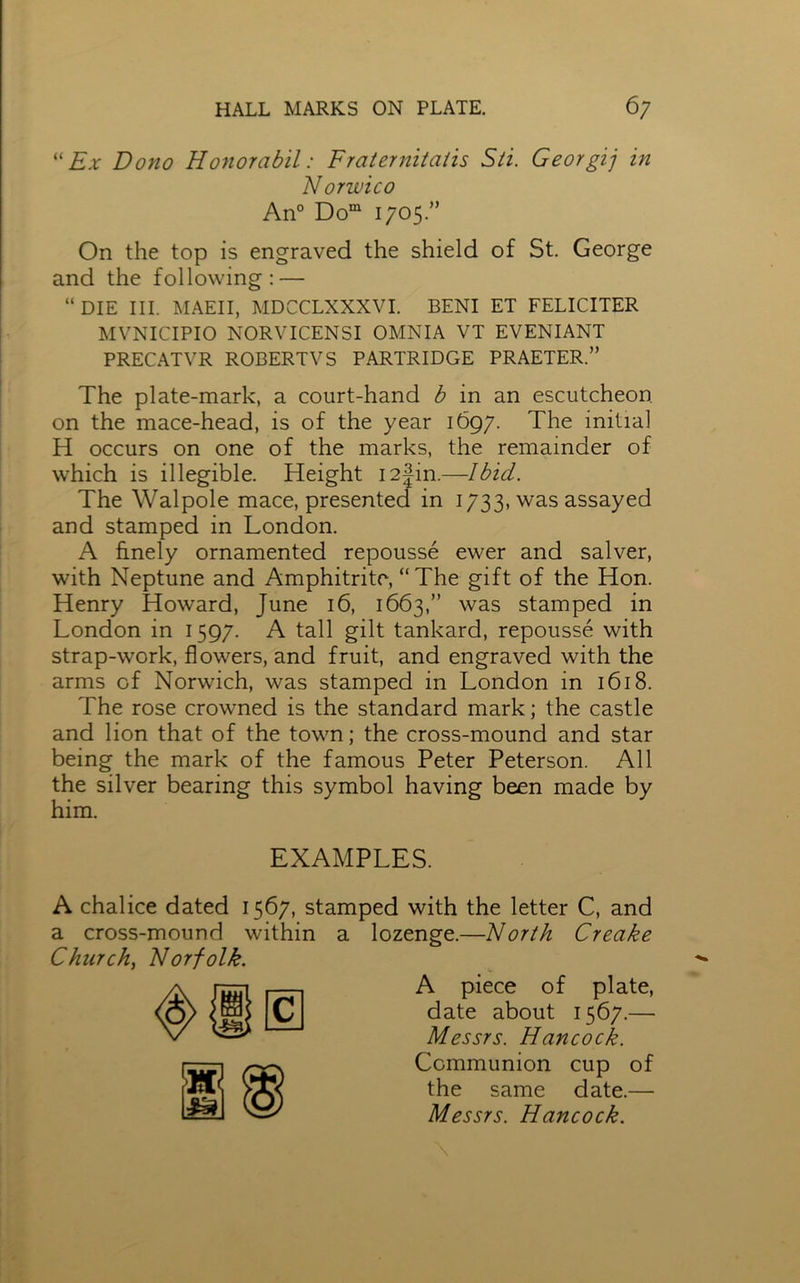 HALL MARKS ON PLATE. 67
“Ex Dono Honorabil: Fraternitatis Sti. Georgij in
Norwico
Anº Doᵐ 1705.”
On the top is engraved the shield of St. George
and the following : —
“ DIE III. MAEII, MDCCLXXXVI. BENI ET FELICITER
MVNICIPIO NORVICENSI OMNIA VT EVENIANT
PRECATVR ROBERTVS PARTRIDGE PRAETER.”
The plate-mark, a court-hand b in an escutcheon
on the mace-head, is of the year 1697. The initial
H occurs on one of the marks, the remainder of
which is illegible. Height 12¾in.—Ibid.
The Walpole mace, presented in 1733, was assayed
and stamped in London.
A finely ornamented repoussé ewer and salver,
with Neptune and Amphitrite, “The gift of the Hon.
Henry Howard, June 16, 1663,” was stamped in
London in 1597. A tall gilt tankard, repoussé with
strap-work, flowers, and fruit, and engraved with the
arms of Norwich, was stamped in London in 1618.
The rose crowned is the standard mark; the castle
and lion that of the town; the cross-mound and star
being the mark of the famous Peter Peterson. All
the silver bearing this symbol having been made by
him.
EXAMPLES.
A chalice dated 1567, stamped with the letter C, and
a cross-mound within a lozenge.—North Creake
Church, Norfolk.
C
A piece of plate,
date about 1567.—
Messrs. Hancock.
Communion cup of
the same date.—
Messrs. Hancock.